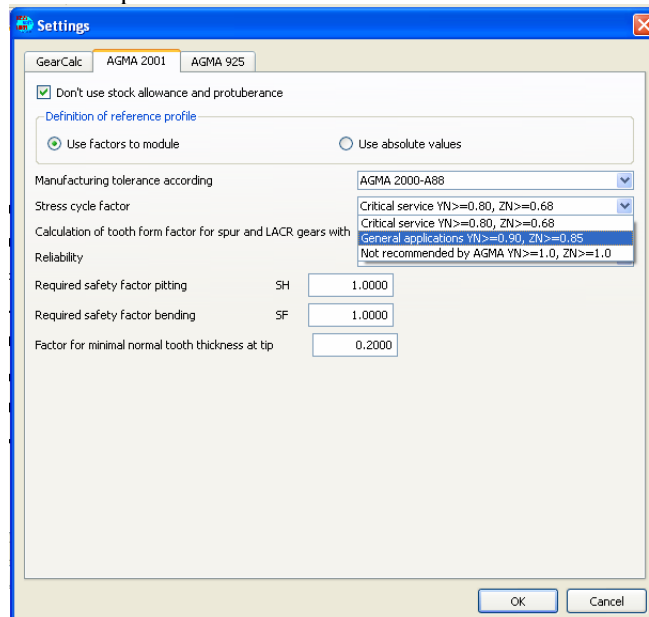 Settings
GearCalc AGMA 2001 AGMA 925
Don't use stock allowance and protuberance
Definition of reference profile
Use factors to module Use absolute values
Manufacturing tolerance according AGMA 2000-A88
Stress cycle factor Critical service YN>=0.80, ZN>=0.68
Critical service YN>=0.80, ZN>=0.68
Calculation of tooth form factor for spur and LACR gears with General applications YN>=0.90, ZN>=0.85
Reliability Not recommended by AGMA YN>=1.0, ZN>=1.0
Required safety factor pitting SH 1.0000
Required safety factor bending SF 1.0000
Factor for minimal normal tooth thickness at tip 0.2000
OK Cancel